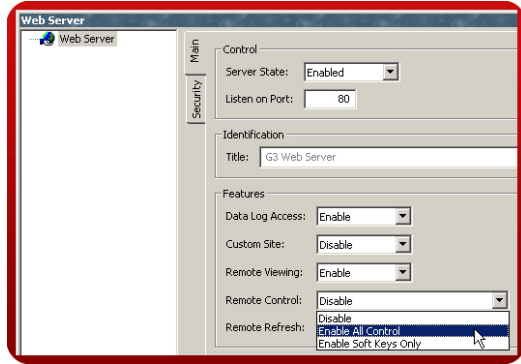 Web Server
Web Server
Main
Security
Control
Server State: Enabled
Listen on Port: 80
Identification
Title: G3 Web Server
Features
Data Log Access: Enable
Custom Site: Disable
Remote Viewing: Enable
Remote Control: Disable
Disable
Enable All Control
Remote Refresh: Enable Soft Keys Only